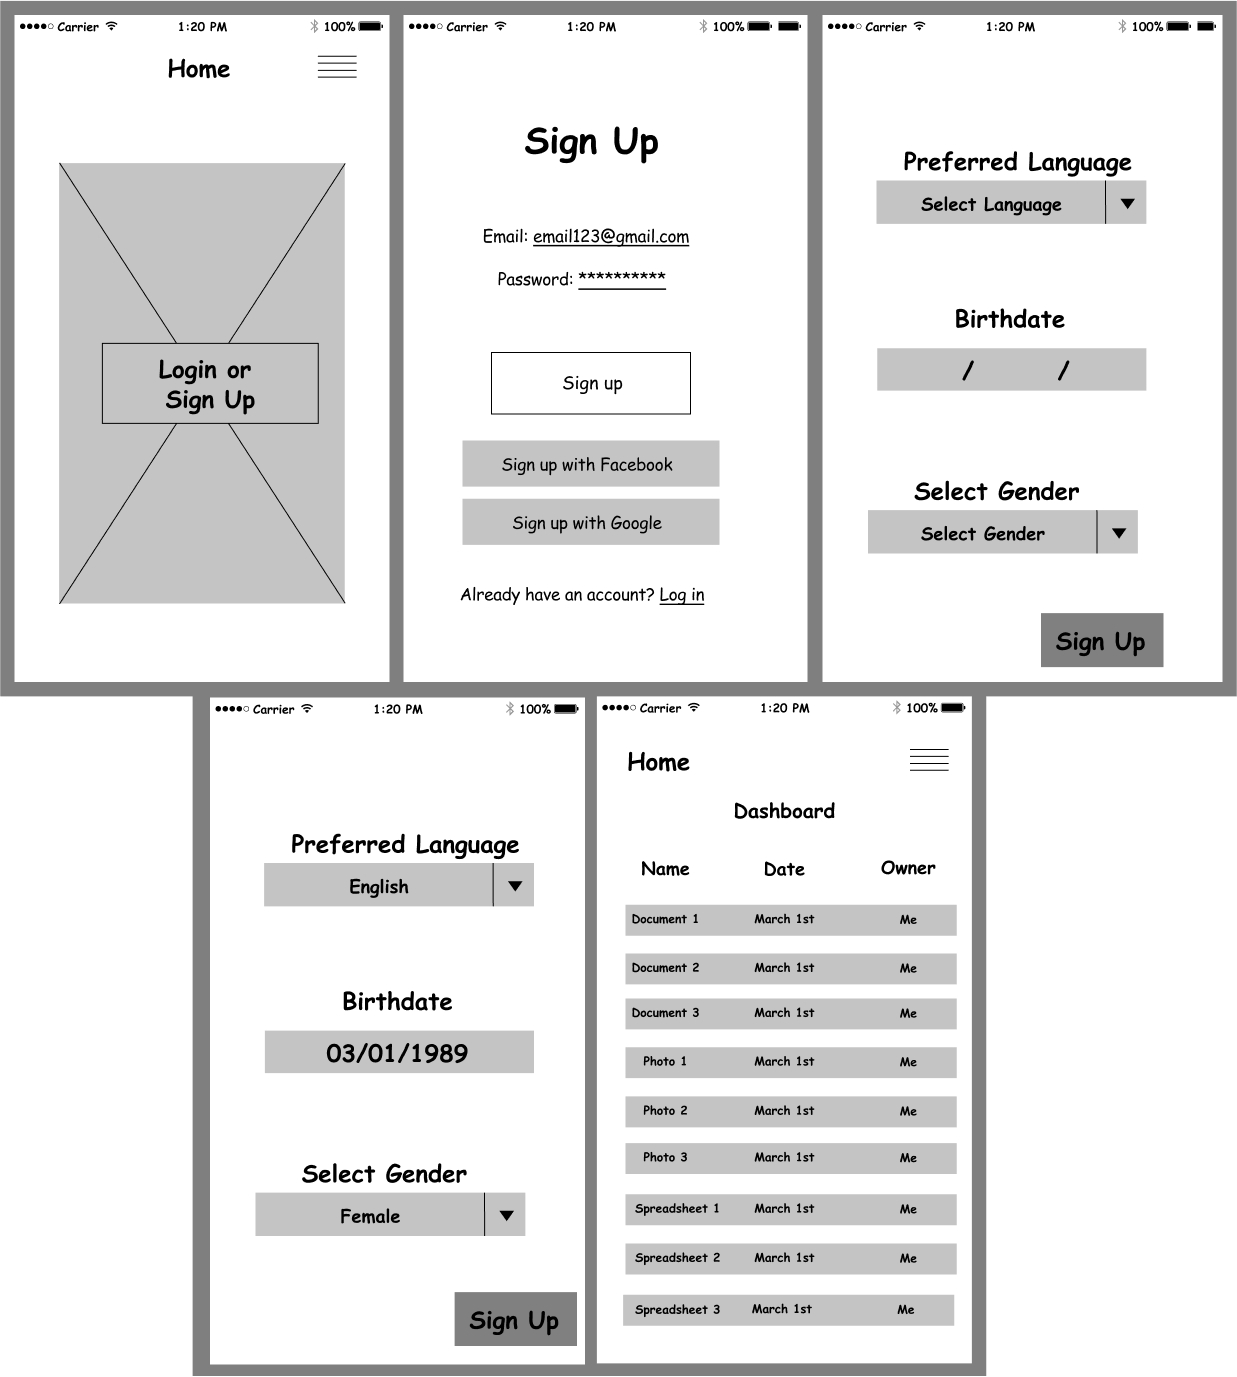 Carrier 1:20 PM 100%
Home
Login or
Sign Up
Carrier 1:20 PM 100%
Sign Up
Email: email123@gmail.com
Password: **********
Sign up
Sign up with Facebook
Sign up with Google
Already have an account? Log in
Carrier 1:20 PM 100%
Preferred Language
Select Language
Birthdate
/ /
Select Gender
Select Gender
Sign Up
Carrier 1:20 PM 100%
Preferred Language
English
Birthdate
03/01/1989
Select Gender
Female
Sign Up
Carrier 1:20 PM 100%
Home
Dashboard
Name Date Owner
Document 1 March 1st Me
Document 2 March 1st Me
Document 3 March 1st Me
Photo 1 March 1st Me
Photo 2 March 1st Me
Photo 3 March 1st Me
Spreadsheet 1 March 1st Me
Spreadsheet 2 March 1st Me
Spreadsheet 3 March 1st Me